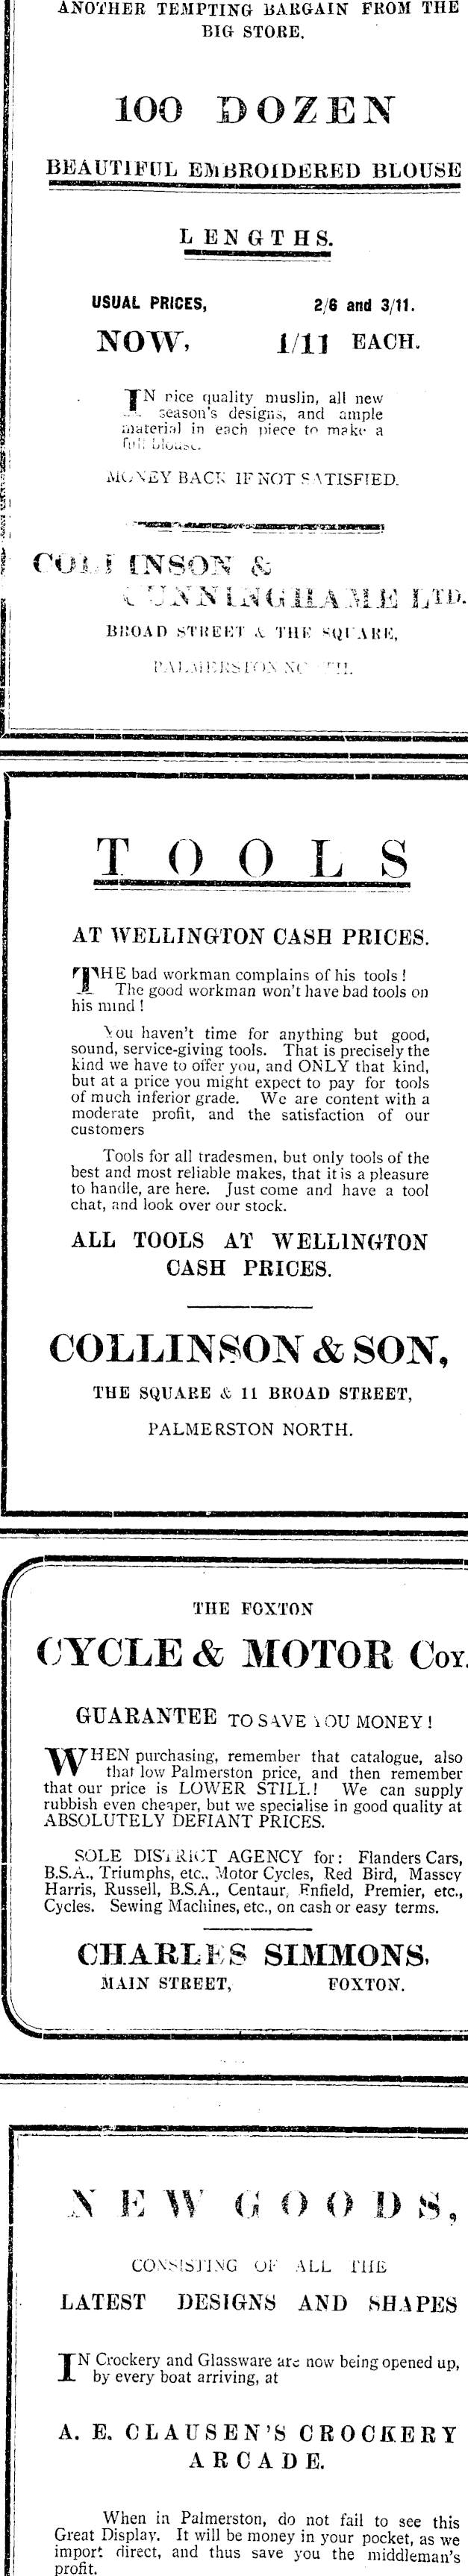 ANOTHER TEMPTING BARGAIN FROM THE
BIG STORE.
100 DOZEN
BEAUTIFUL EMBROIDERED BLOUSE
LENGTHS.
USUAL PRICES, 2/6 and 3/11.
NOW, 1/11 EACH.
IN rice quality muslin, all new
season's designs, and ample
material in each piece to make a
full blouse.
MONEY BACK IF NOT SATISFIED.
COLLINSON &
CUNNINGHAME LTD.
BROAD STREET & THE SQUARE,
PALMERSTON NORTH.
TOOLS
AT WELLINGTON CASH PRICES.
THE bad workman complains of his tools!
The good workman won't have bad tools on
his mind!
You haven't time for anything but good,
sound, service-giving tools. That is precisely the
kind we have to offer you, and ONLY that kind,
but at a price you might expect to pay for tools
of much inferior grade. We are content with a
moderate profit, and the satisfaction of our
customers
Tools for all tradesmen, but only tools of the
best and most reliable makes, that it is a pleasure
to handle, are here. Just come and have a tool
chat, and look over our stock.
ALL TOOLS AT WELLINGTON
CASH PRICES.
COLLINSON & SON,
THE SQUARE & 11 BROAD STREET,
PALMERSTON NORTH.
THE FOXTON
CYCLE & MOTOR COY.
GUARANTEE TO SAVE YOU MONEY!
WHEN purchasing, remember that catalogue, also
that low Palmerston price, and then remember
that our price is LOWER STILL! We can supply
rubbish even cheaper, but we specialise in good quality at
ABSOLUTELY DEFIANT PRICES.
SOLE DISTRICT AGENCY for: Flanders Cars,
B.S.A., Triumphs, etc., Motor Cycles, Red Bird, Massey
Harris, Russell, B.S.A., Centaur, Enfield, Premier, etc.,
Cycles. Sewing Machines, etc., on cash or easy terms.
CHARLES SIMMONS,
MAIN STREET, FOXTON.
NEW GOODS,
CONSISTING OF ALL THE
LATEST DESIGNS AND SHAPES
IN Crockery and Glassware are now being opened up,
by every boat arriving, at
A. E. CLAUSEN'S CROCKERY
ARCADE.
When in Palmerston, do not fail to see this
Great Display. It will be money in your pocket, as we
import direct, and thus save you the middleman's
profit.